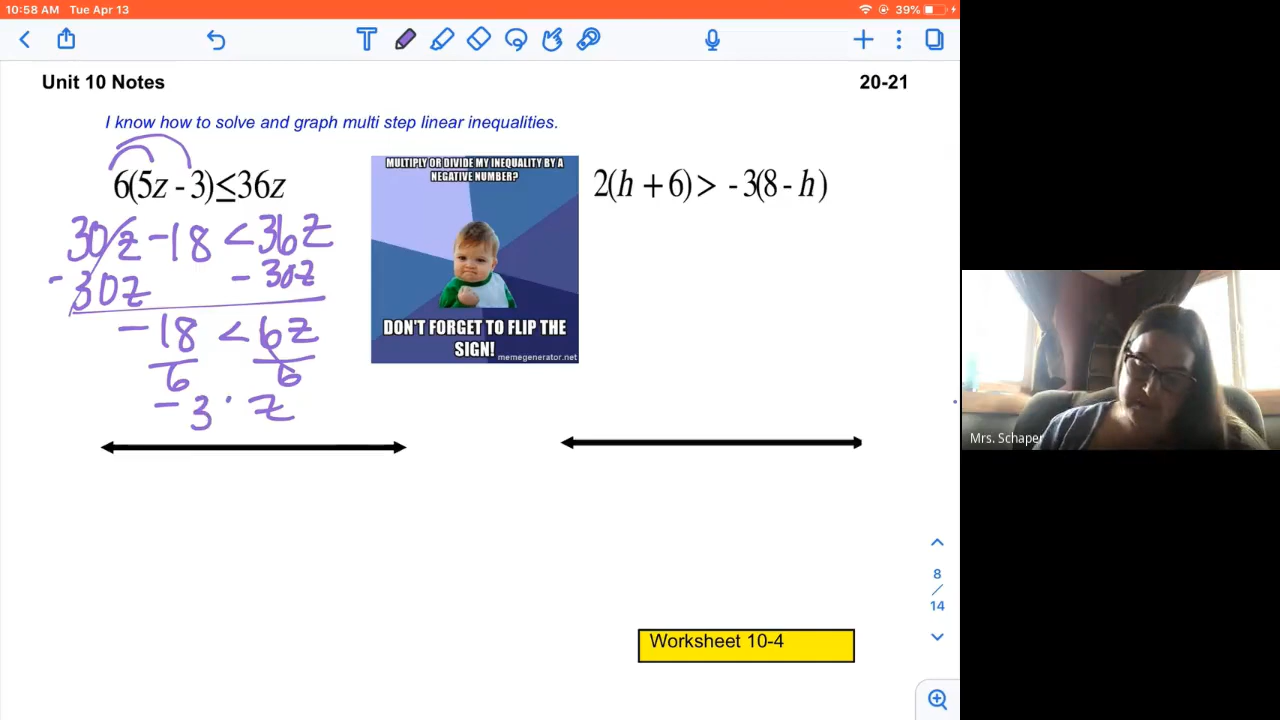 10:58 AM Tue Apr 13
39%
Unit 10 Notes
20-21
I know how to solve and graph multi step linear inequalities.
6(5z - 3)≤36z
30z -18 < 36z
-30z -30z
-18 < 6z
6 6
-3 · z
MULTIPLY OR DIVIDE MY INEQUALITY BY A
NEGATIVE NUMBER?
DON'T FORGET TO FLIP THE
SIGN!
memegenerator.net
2(h + 6) > - 3(8 - h)
Mrs. Schaper
8
/
14
Worksheet 10-4